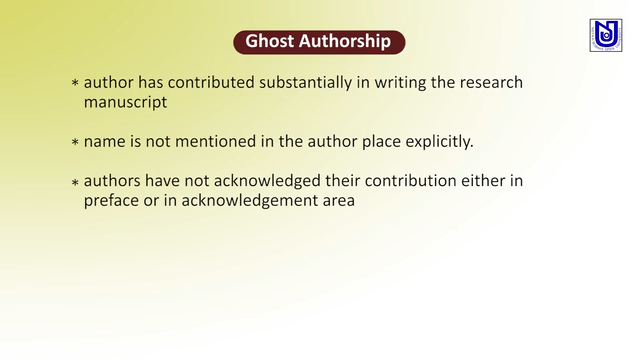 Ghost Authorship
* author has contributed substantially in writing the research
manuscript
* name is not mentioned in the author place explicitly.
* authors have not acknowledged their contribution either in
preface or in acknowledgement area